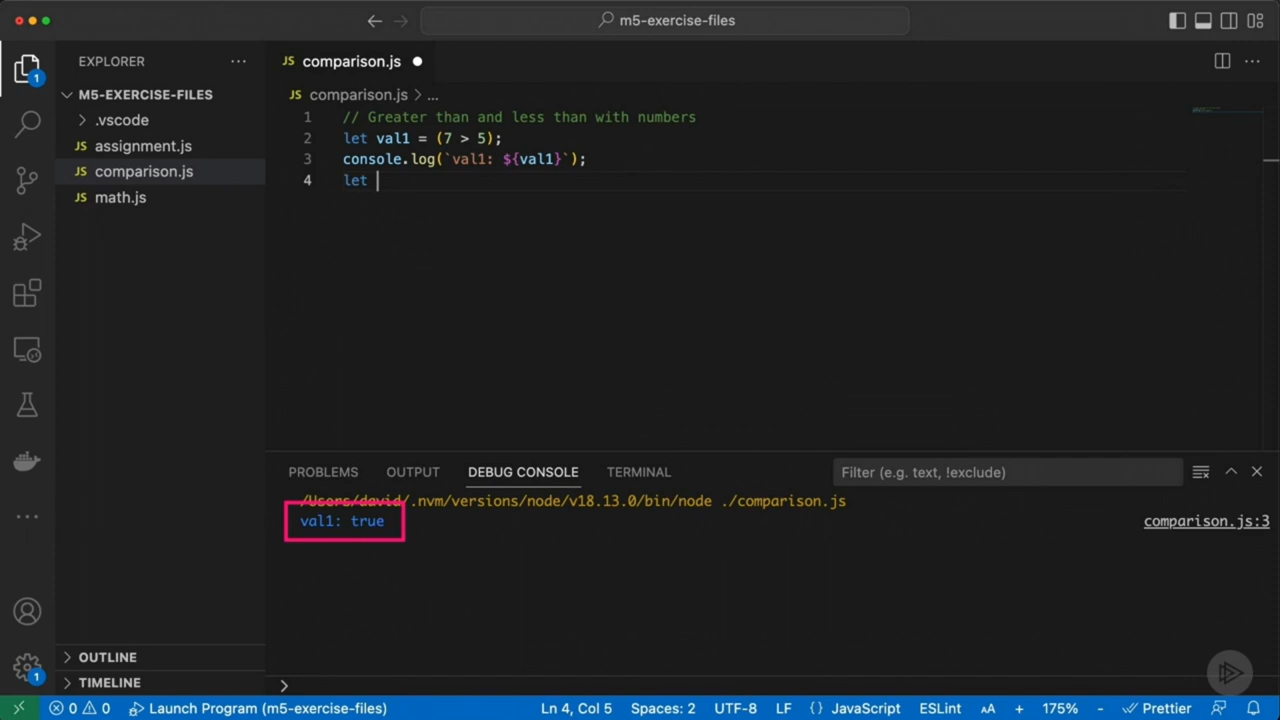 m5-exercise-files
EXPLORER
JS comparison.js
1
M5-EXERCISE-FILES
.vscode
JS assignment.js
JS comparison.js
JS math.js
JS comparison.js > ...
1 // Greater than and less than with numbers
2 let val1 = (7 > 5);
3 console.log(`val1: ${val1}`);
4 let
PROBLEMS OUTPUT DEBUG CONSOLE TERMINAL Filter (e.g. text, !exclude)
/Users/david/.nvm/versions/node/v18.13.0/bin/node ./comparison.js
val1: true comparison.js:3
OUTLINE
1
TIMELINE
0 0 Launch Program (m5-exercise-files) Ln 4, Col 5 Spaces: 2 UTF-8 LF {} JavaScript ESLint AA + 175% - Prettier